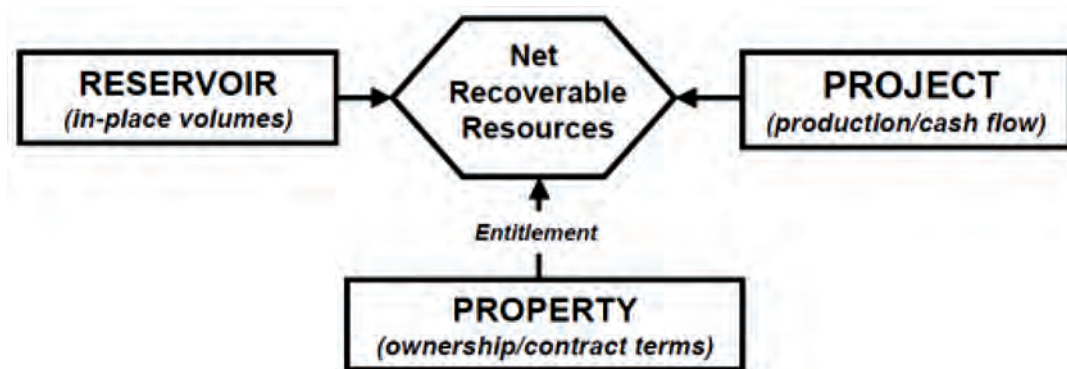 RESERVOIR
(in-place volumes)
Net
Recoverable
Resources
PROJECT
(production/cash flow)
Entitlement
PROPERTY
(ownership/contract terms)